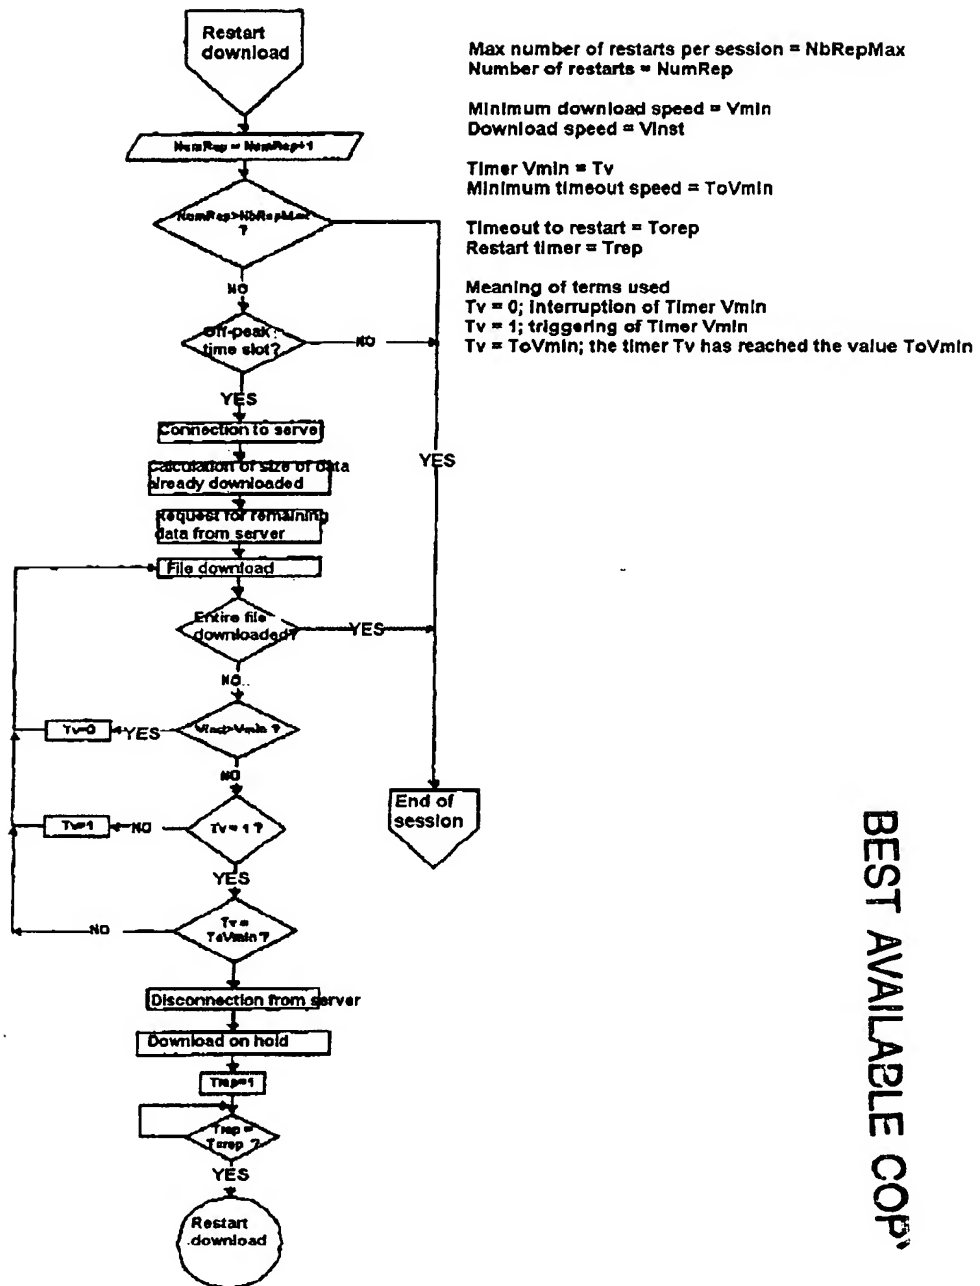 Restart
download
Max number of restarts per session = NbRepMax
Number of restarts = NumRep
Minimum download speed = Vmin
Download speed = Vinst
Timer Vmin = Tv
Minimum timeout speed = ToVmin
Timeout to restart = Torep
Restart timer = Trep
Meaning of terms used
Tv = 0; interruption of Timer Vmin
Tv = 1; triggering of Timer Vmin
Tv = ToVmin; the timer Tv has reached the value ToVmin
NumRep = NumRep+1
NumRep>NbRepMax
?
NO
Off-peak
time slot?
NO
YES
Connection to server
YES
Calculation of size of data
already downloaded
Request for remaining
data from server
File download
Entire file
downloaded?
YES
NO
Vinst>Vmin ?
YES
Tv=0
NO
End of
session
Tv = 1 ?
NO
Tv=1
YES
Tv =
ToVmin ?
NO
Disconnection from server
Download on hold
Trep=1
Trep =
Torep ?
YES
Restart
download
BEST AVAILABLE COPY